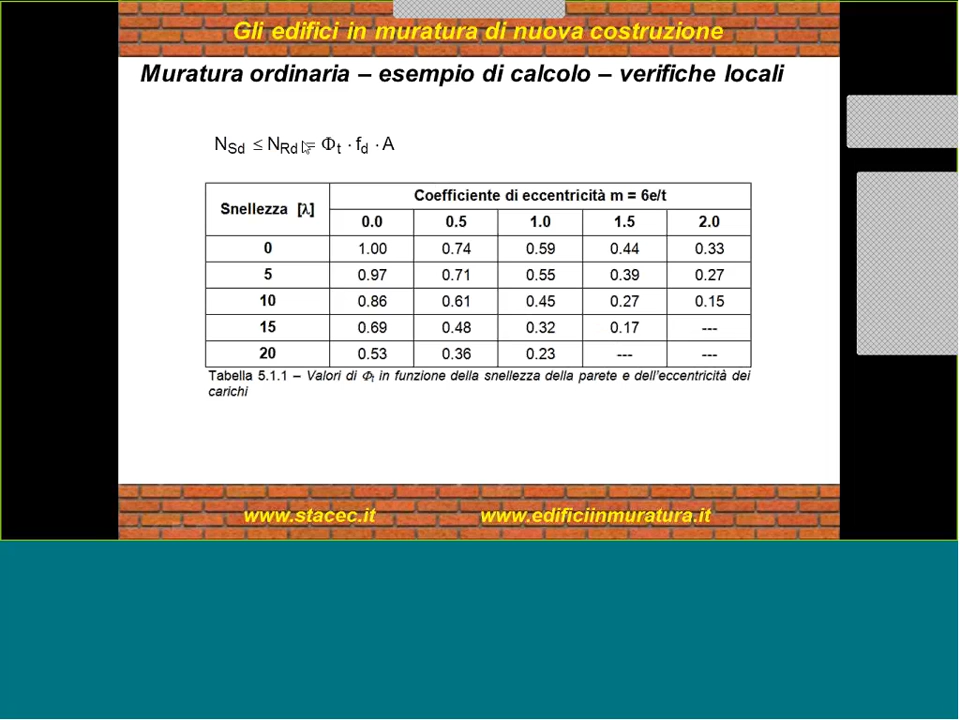 Gli edifici in muratura di nuova costruzione
Muratura ordinaria – esempio di calcolo – verifiche locali
NSd ≤ NRd = Φt · fd · A
Snellezza [λ] Coefficiente di eccentricità m = 6e/t
0.0 0.5 1.0 1.5 2.0
0 1.00 0.74 0.59 0.44 0.33
5 0.97 0.71 0.55 0.39 0.27
10 0.86 0.61 0.45 0.27 0.15
15 0.69 0.48 0.32 0.17 ---
20 0.53 0.36 0.23 --- ---
Tabella 5.1.1 – Valori di Φt in funzione della snellezza della parete e dell'eccentricità dei
carichi
www.stacec.it www.edificiinmuratura.it